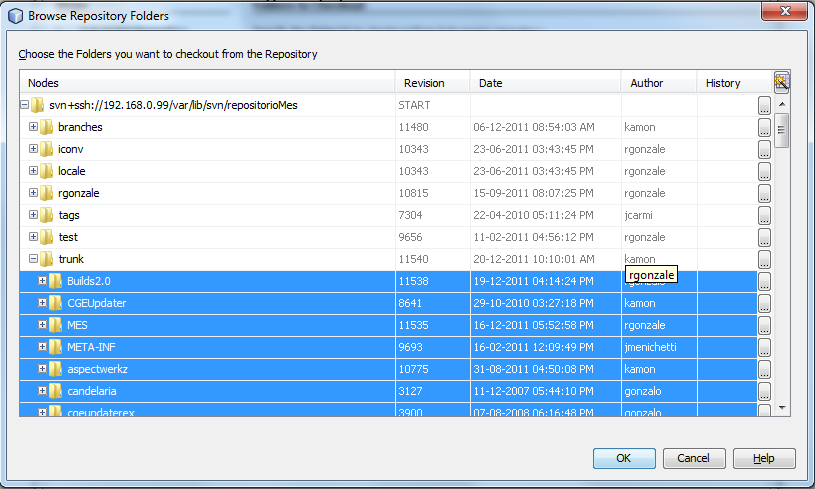 Browse Repository Folders
Choose the Folders you want to checkout from the Repository
Nodes Revision Date Author History
svn+ssh://192.168.0.99/var/lib/svn/repositorioMes START ...
branches 11480 06-12-2011 08:54:03 AM kamon ...
iconv 10343 23-06-2011 03:43:45 PM rgonzale ...
locale 10343 23-06-2011 03:43:45 PM rgonzale ...
rgonzale 10815 15-09-2011 08:07:25 PM rgonzale ...
tags 7304 22-04-2010 05:11:24 PM jcarmi ...
test 9656 11-02-2011 04:56:12 PM rgonzale ...
trunk 11540 20-12-2011 10:10:01 AM kamon ...
rgonzale
Builds2.0 11538 19-12-2011 04:14:24 PM rgonzale ...
CGEUpdater 8641 29-10-2010 03:27:18 PM kamon ...
MES 11535 16-12-2011 05:52:58 PM rgonzale ...
META-INF 9693 16-02-2011 12:09:49 PM jmenichetti ...
aspectwerkz 10775 31-08-2011 04:50:08 PM kamon ...
candelaria 3127 11-12-2007 05:44:10 PM gonzalo ...
cgeupdaterex 3900 07-08-2008 06:16:48 PM gonzalo ...
OK Cancel Help